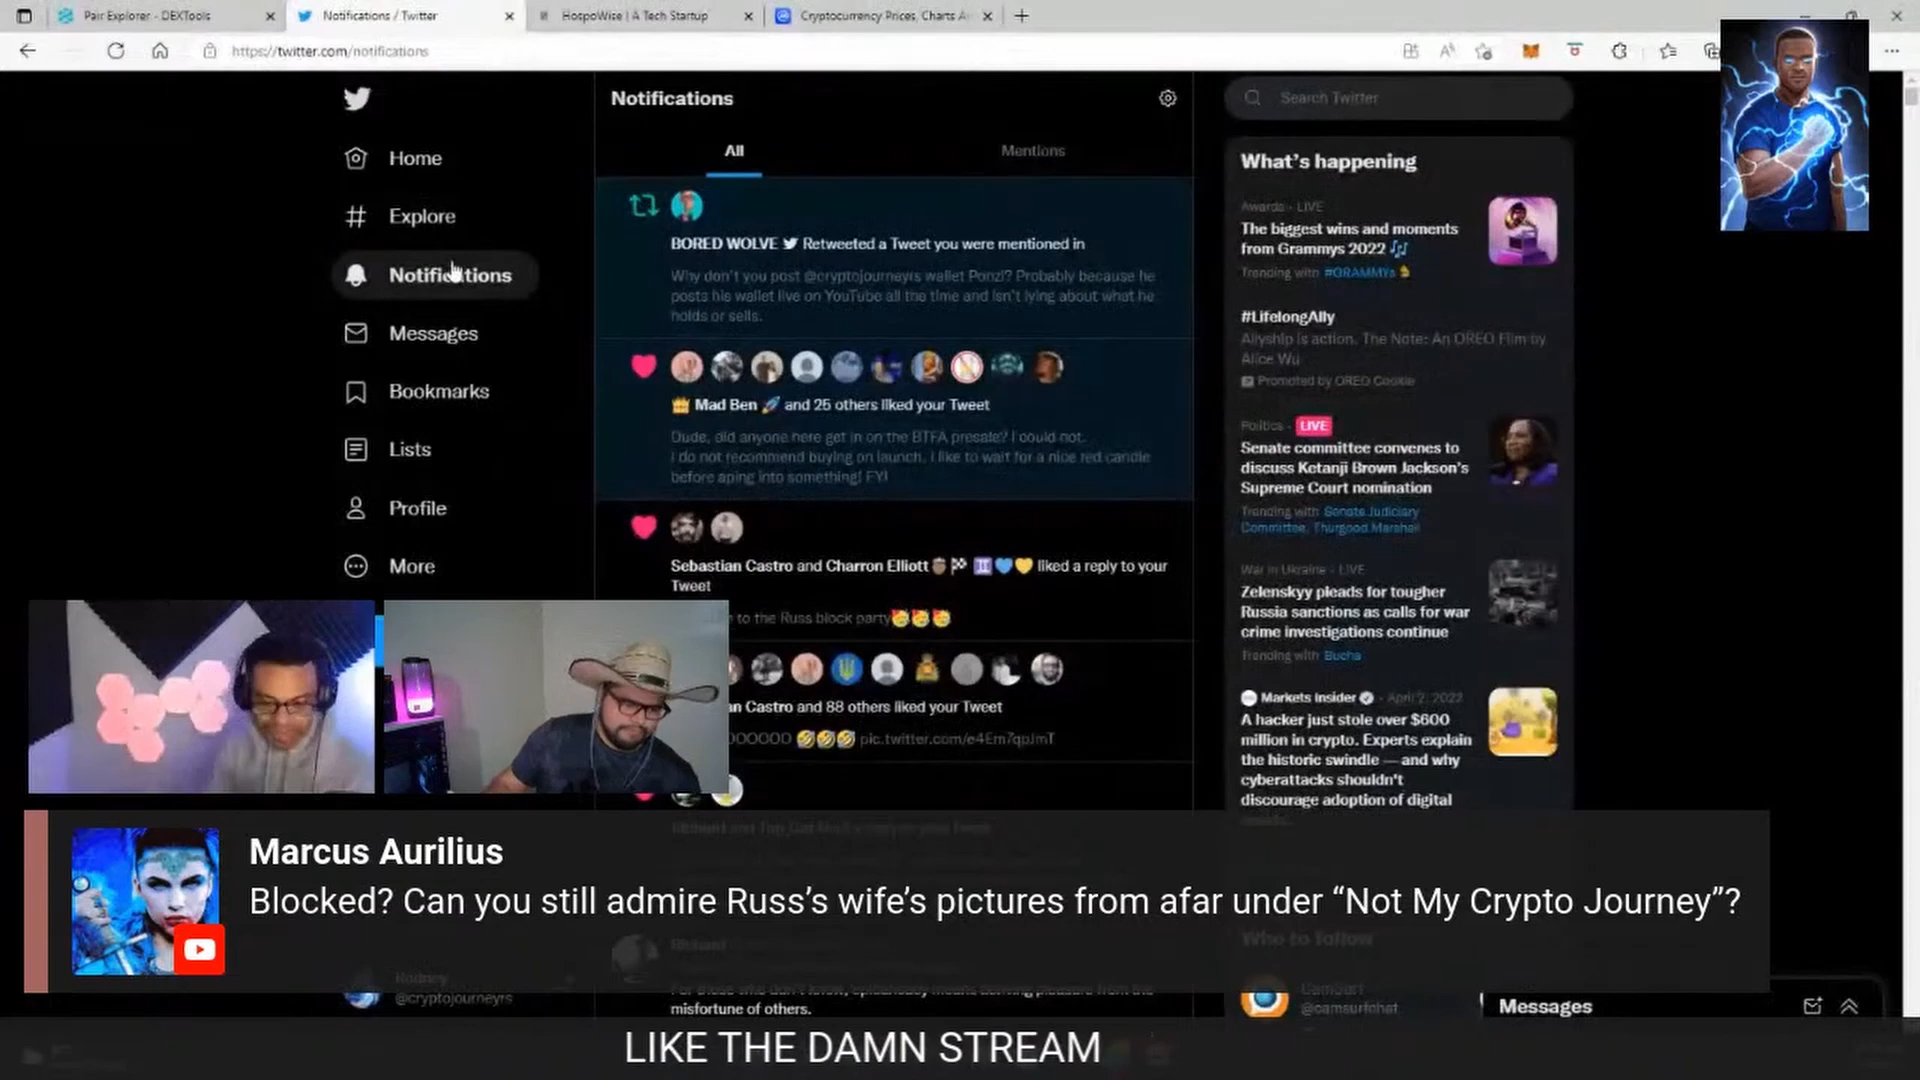 Pair Explorer - DEXTools
Notifications / Twitter
HospoWise | A Tech Startup
Cryptocurrency Prices, Charts A
https://twitter.com/notifications
Home
Explore
Notifications
Messages
Bookmarks
Lists
Profile
More
Notifications
All
Mentions
BORED WOLVE Retweeted a Tweet you were mentioned in
Why don't you post @cryptojourneyrs wallet Ponzi? Probably because he
posts his wallet live on YouTube all the time and isn't lying about what he
holds or sells.
Mad Ben and 25 others liked your Tweet
Dude, did anyone here get in on the BTFA presale? I could not.
I do not recommend buying on launch. I like to wait for a nice red candle
before aping into something! FYI
Sebastian Castro and Charron Elliott liked a reply to your
Tweet
to the Russ block party
an Castro and 88 others liked your Tweet
OOOOO pic.twitter.com/e4Em7qpJmT
Search Twitter
What's happening
Awards · LIVE
The biggest wins and moments
from Grammys 2022
Trending with #GRAMMYs
#LifelongAlly
Allyship is action. The Note: An OREO Film by
Alice Wu
Promoted by OREO Cookie
Politics · LIVE
Senate committee convenes to
discuss Ketanji Brown Jackson's
Supreme Court nomination
Trending with Senate Judiciary
Committee, Thurgood Marshall
War in Ukraine · LIVE
Zelenskyy pleads for tougher
Russia sanctions as calls for war
crime investigations continue
Trending with Bucha
Markets Insider · April 2, 2022
A hacker just stole over $600
million in crypto. Experts explain
the historic swindle — and why
cyberattacks shouldn't
discourage adoption of digital
Marcus Aurilius
Blocked? Can you still admire Russ's wife's pictures from afar under “Not My Crypto Journey”?
Richard
Who to follow
Rodney
@cryptojourneyrs
misfortune of others.
CamSurf
@camsurfchat
Messages
LIKE THE DAMN STREAM